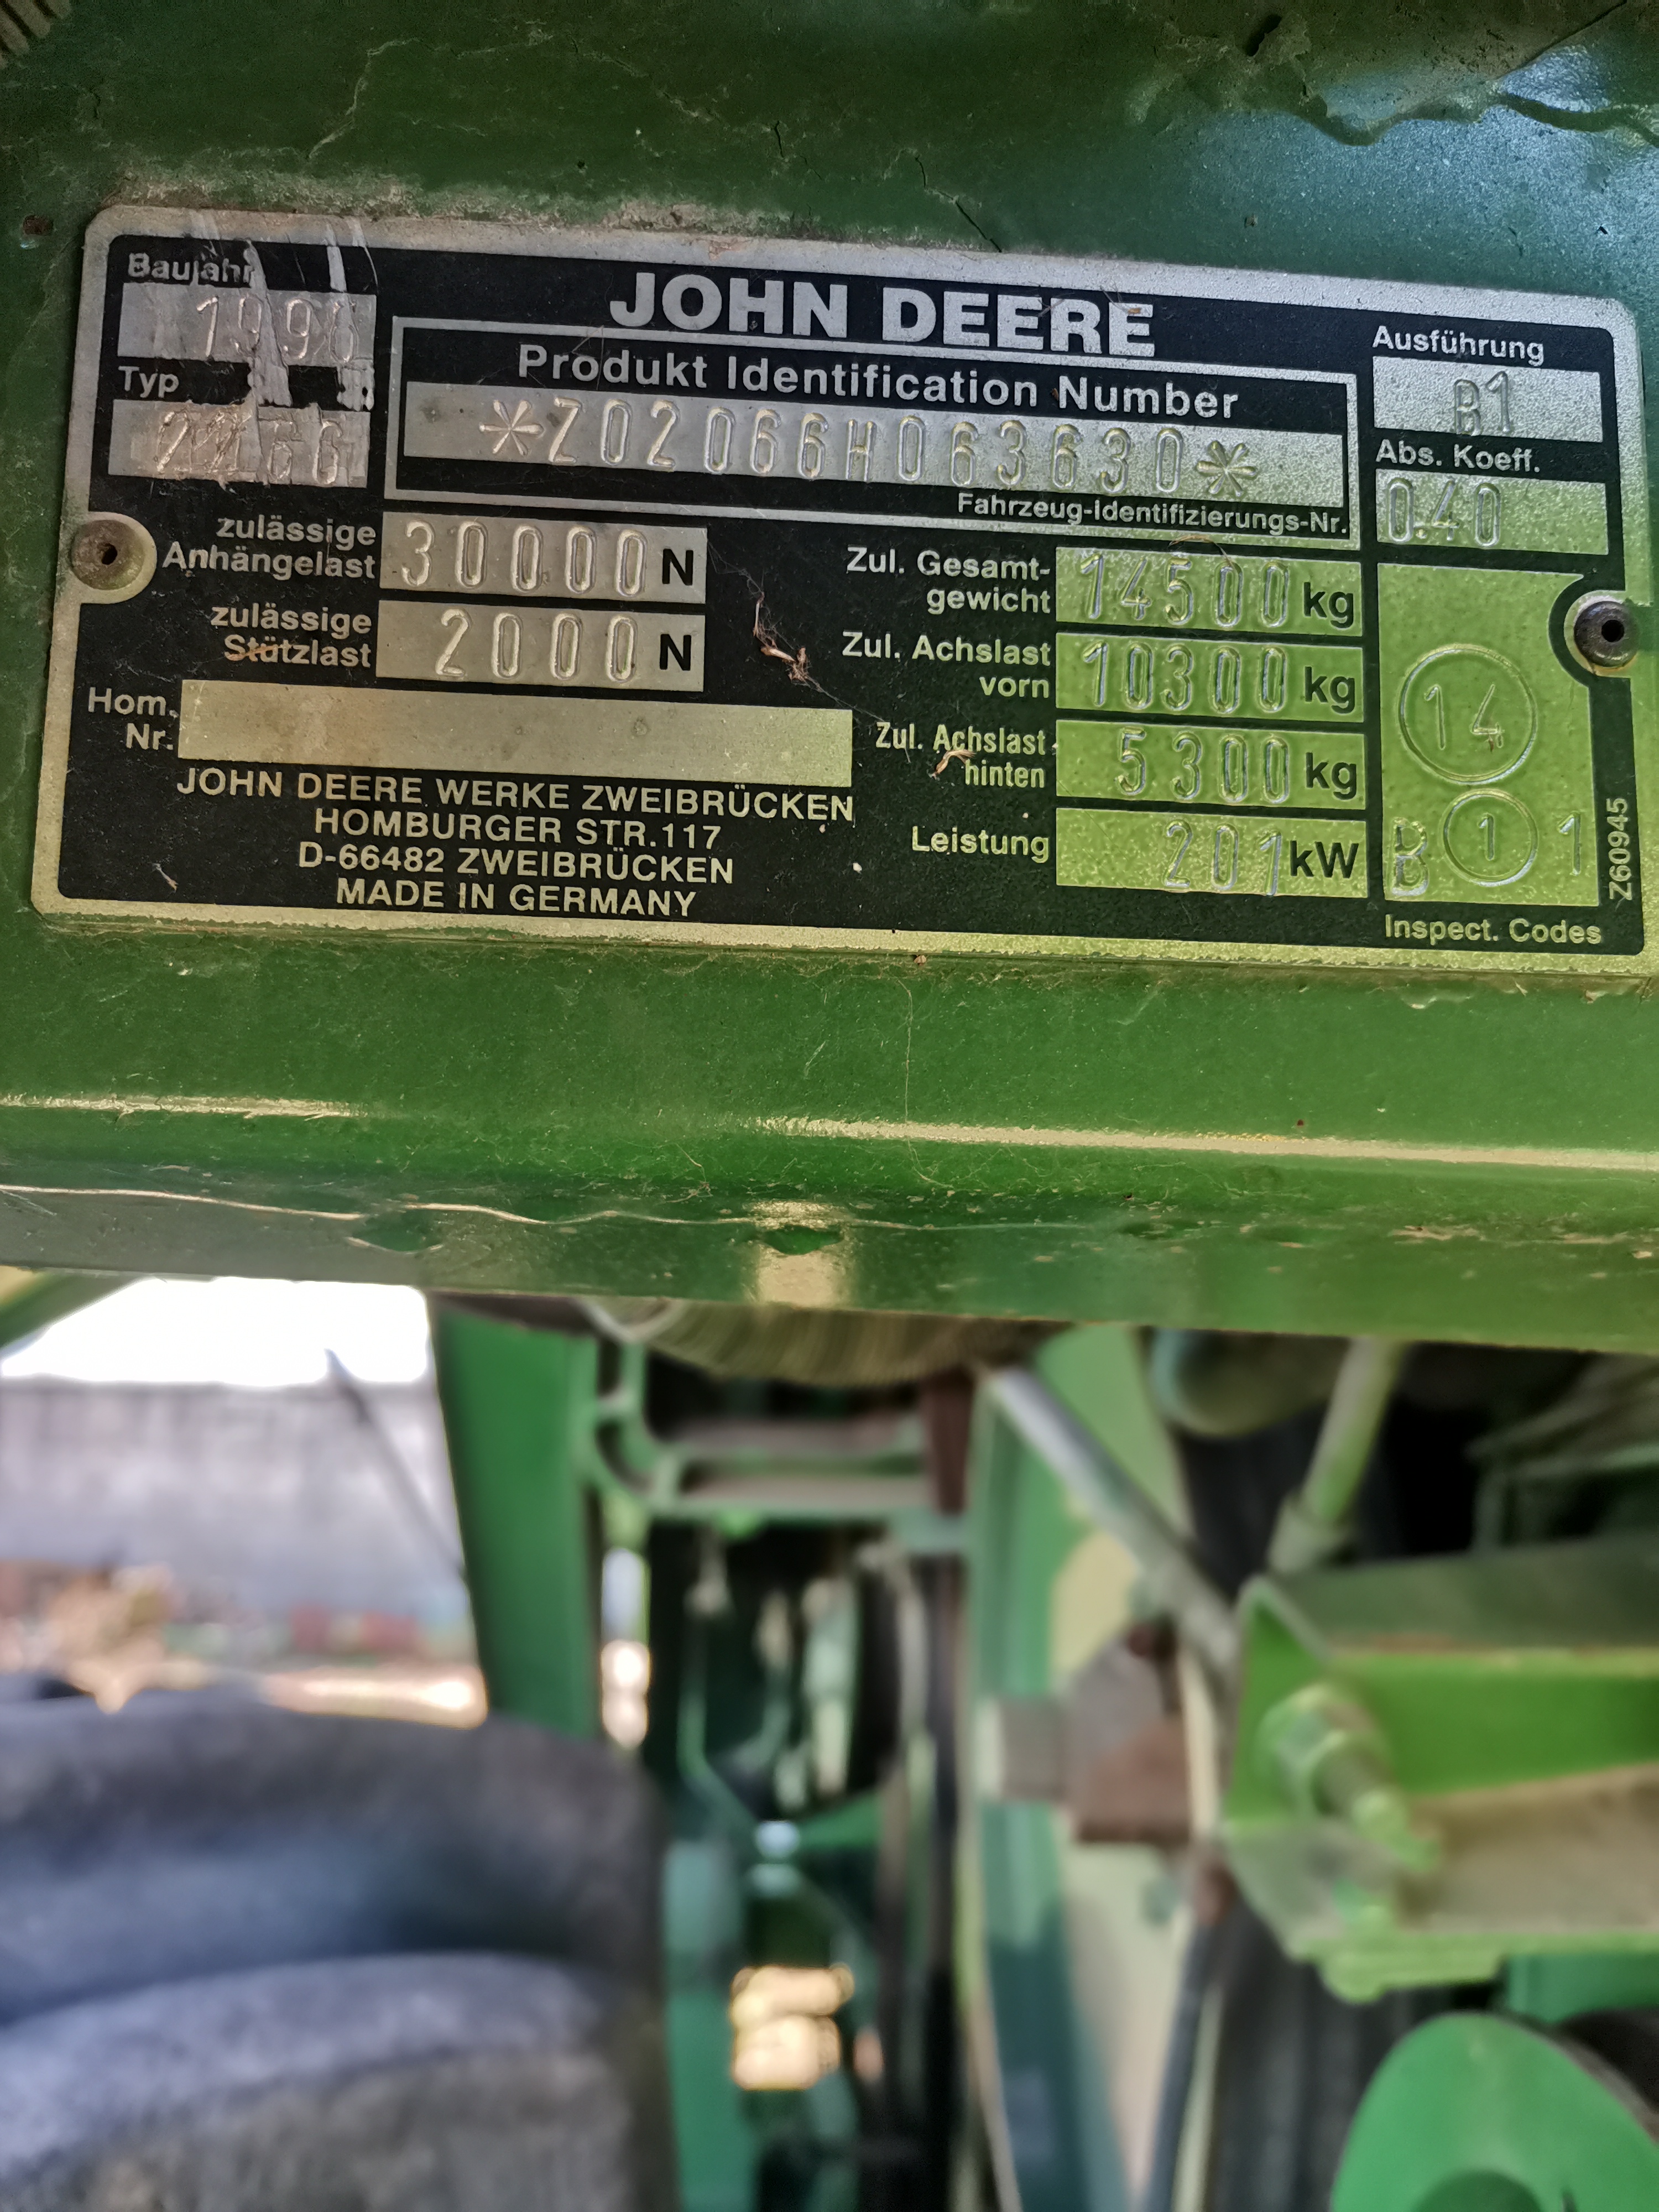 Baujahr
JOHN DEERE
Ausführung
Produkt Identification Number
B1
Typ
*Z02066H063630*
Abs. Koeff.
Fahrzeug-Identifizierungs-Nr.
0.40
zulässige
Anhängelast 30000 N
Zul. Gesamt-
gewicht 14500 kg
zulässige
Stützlast 2000 N
Zul. Achslast
vorn 10300 kg
14
Hom.
Nr.
Zul. Achslast
hinten 5300 kg
JOHN DEERE WERKE ZWEIBRÜCKEN
HOMBURGER STR.117
D-66482 ZWEIBRÜCKEN
MADE IN GERMANY
Leistung 201 kW
B 1 1
Z60945
Inspect. Codes